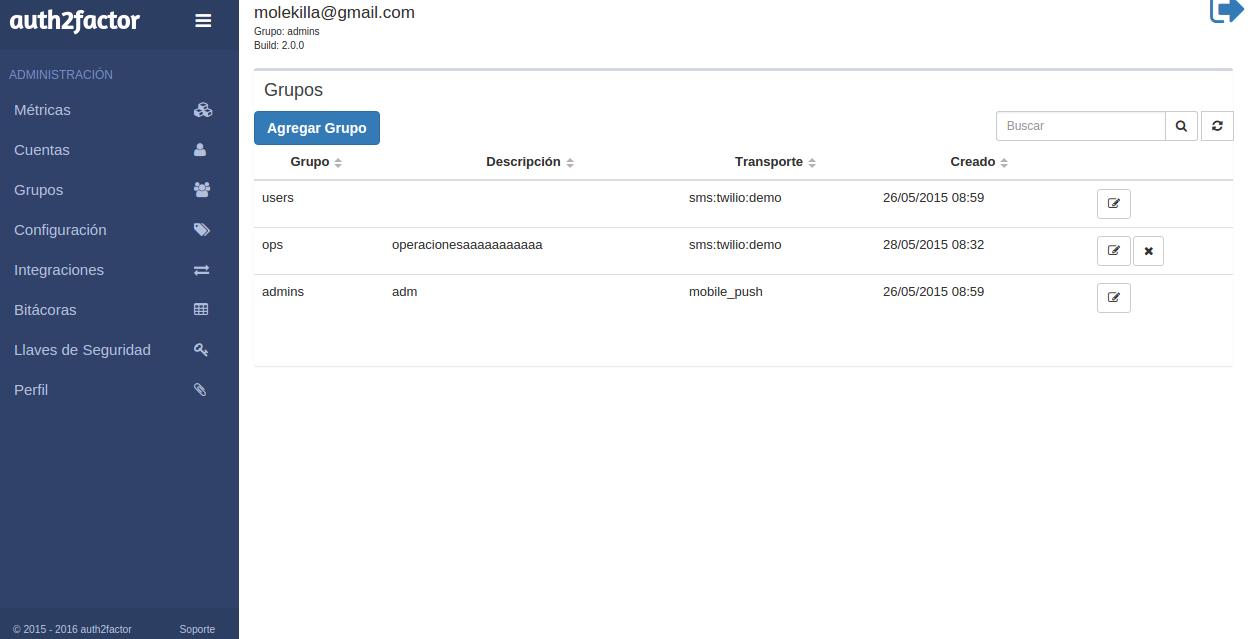 auth2factor
ADMINISTRACIÓN
Métricas
Cuentas
Grupos
Configuración
Integraciones
Bitácoras
Llaves de Seguridad
Perfil
© 2015 - 2016 auth2factor Soporte
molekilla@gmail.com
Grupo: admins
Build: 2.0.0
Grupos
Agregar Grupo Buscar
Grupo Descripción Transporte Creado
users sms:twilio:demo 26/05/2015 08:59
ops operacionesaaaaaaaaaaa sms:twilio:demo 28/05/2015 08:32
admins adm mobile_push 26/05/2015 08:59